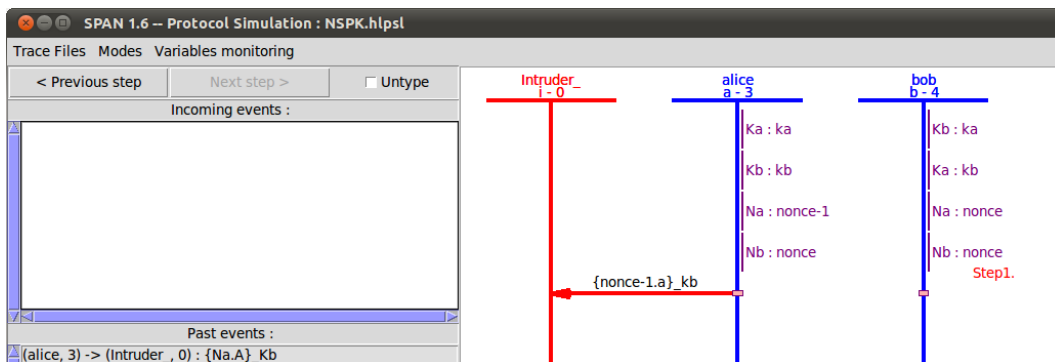 SPAN 1.6 -- Protocol Simulation : NSPK.hlpsl
Trace Files Modes Variables monitoring
< Previous step
Next step >
Untype
Incoming events :
Past events :
(alice, 3) -> (Intruder_, 0) : {Na.A}_Kb
Intruder_
i - 0
alice
a - 3
bob
b - 4
Ka : ka
Kb : kb
Na : nonce-1
Nb : nonce
Kb : ka
Ka : kb
Na : nonce
Nb : nonce
Step1.
{nonce-1.a}_kb